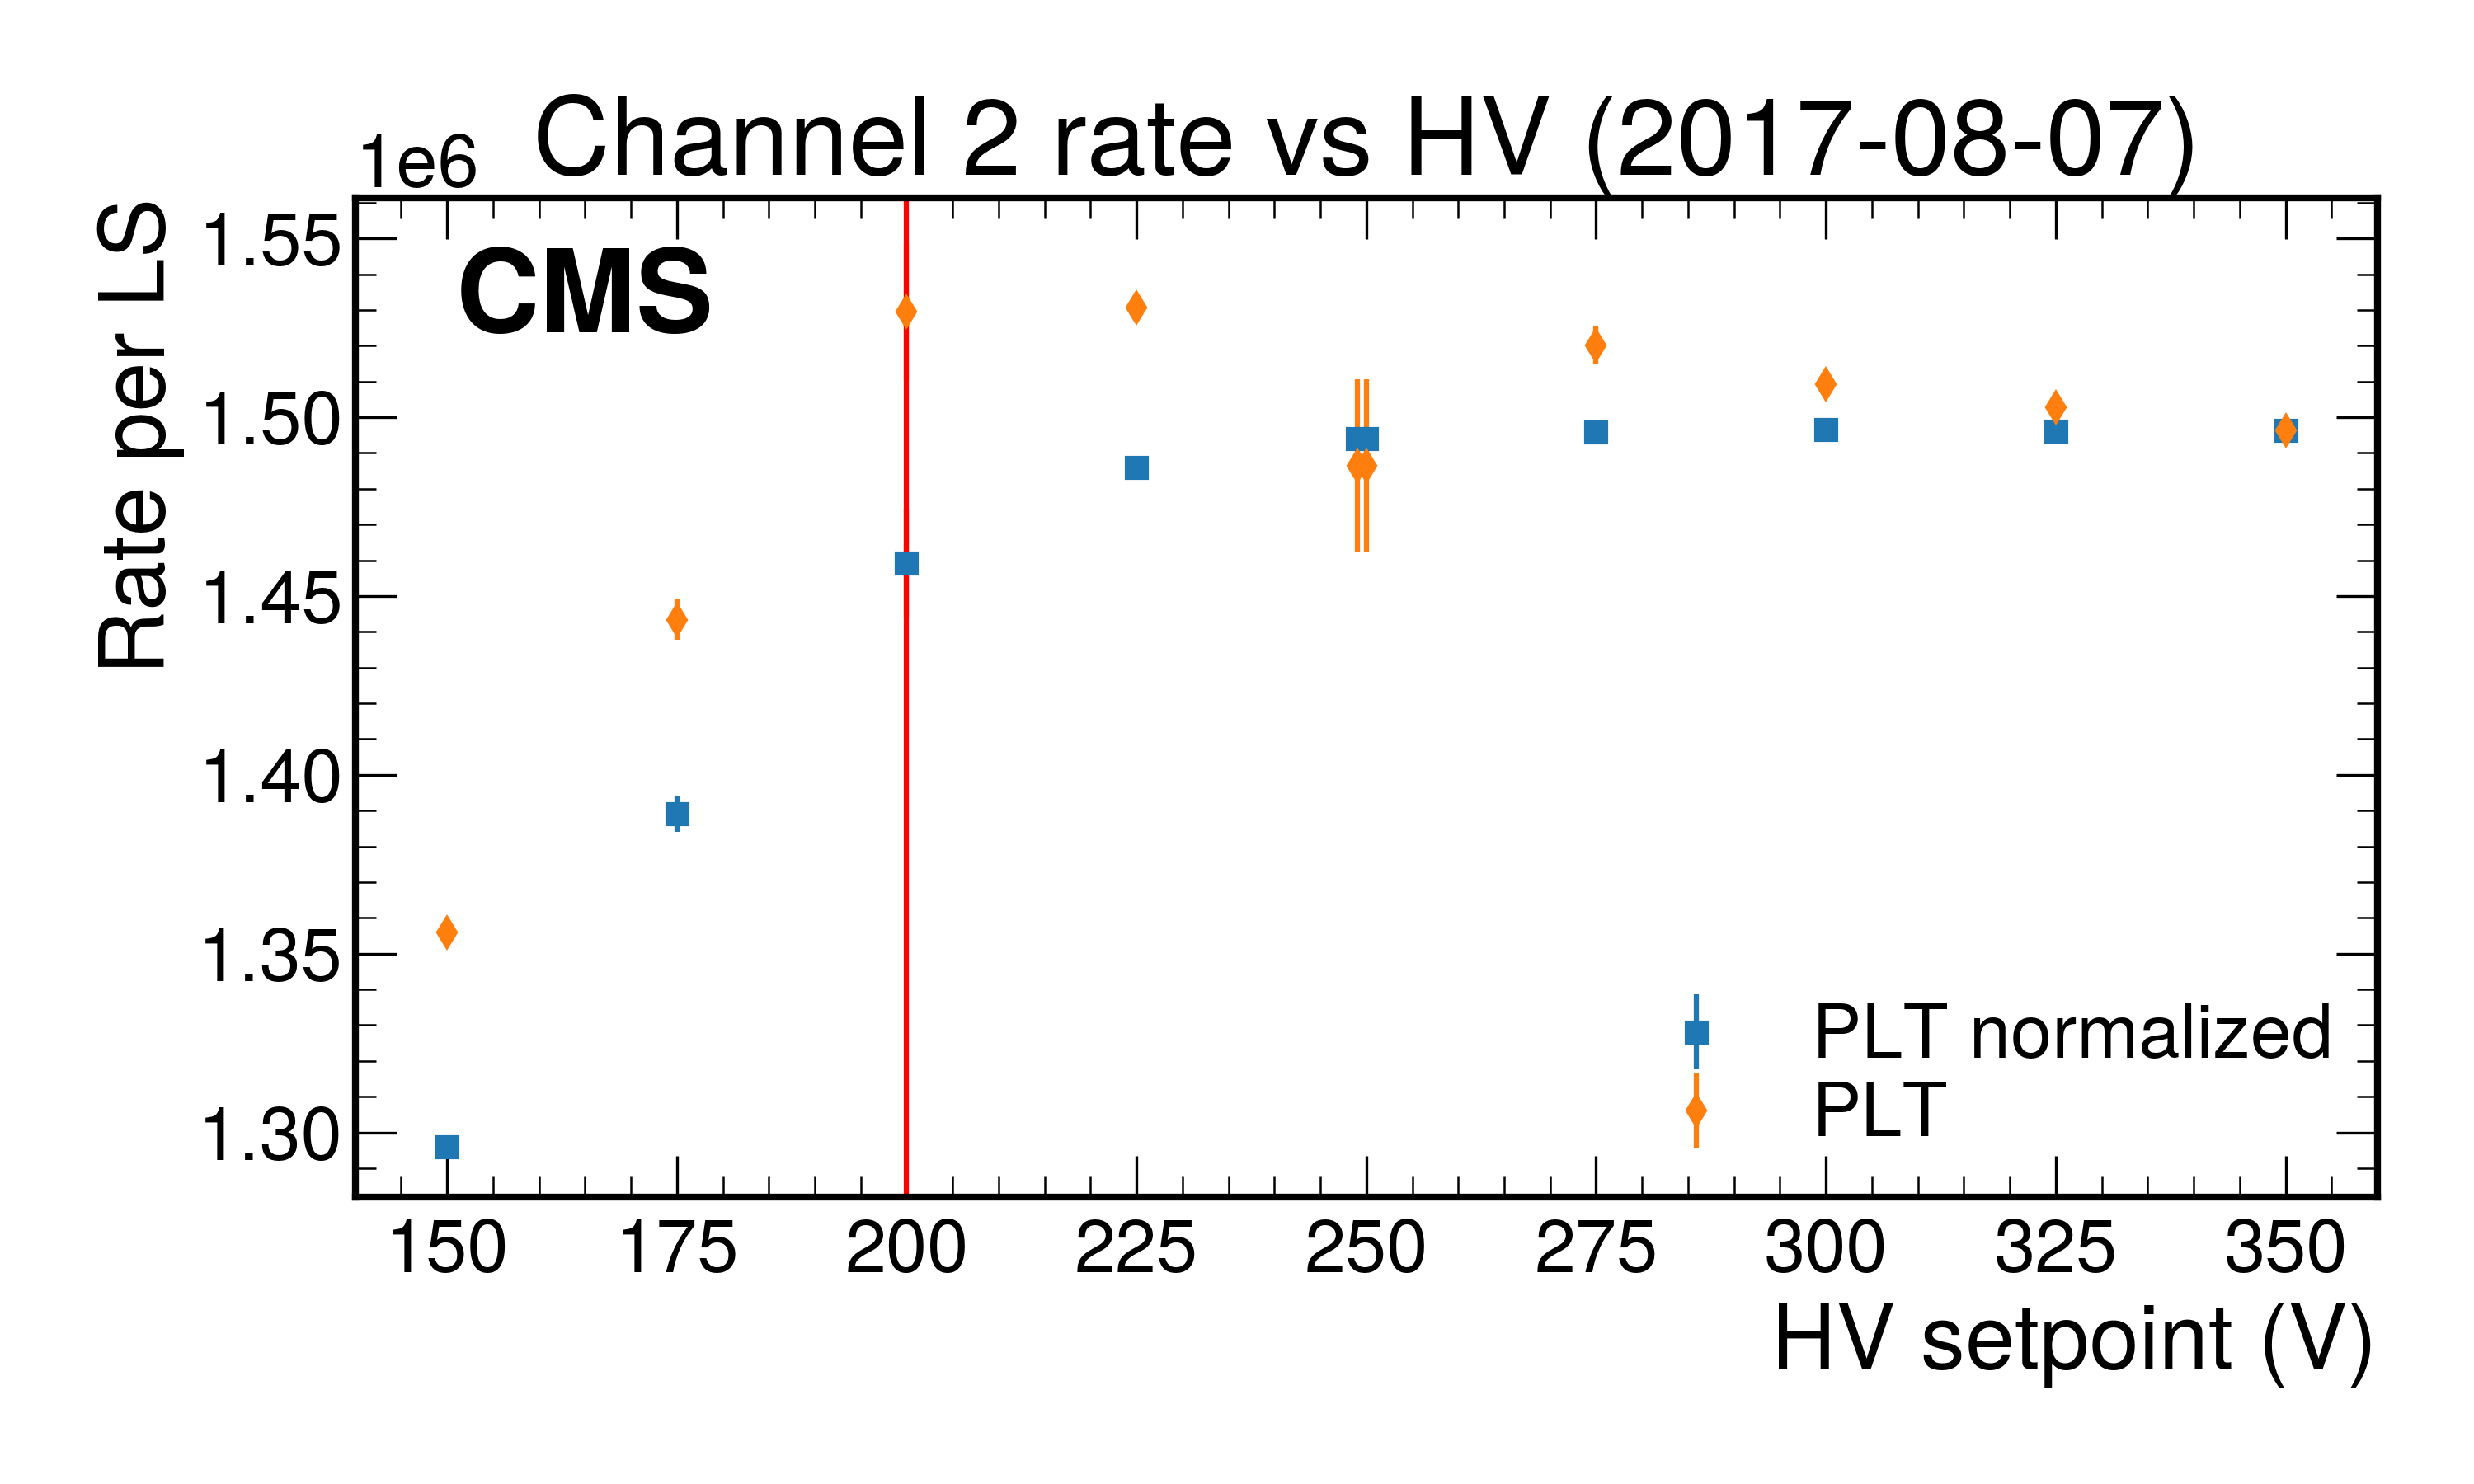 Channel 2 rate vs HV (2017-08-07)
1e6
CMS
Rate per LS
1.55
1.50
1.45
1.40
1.35
1.30
PLT normalized
PLT
150 175 200 225 250 275 300 325 350
HV setpoint (V)